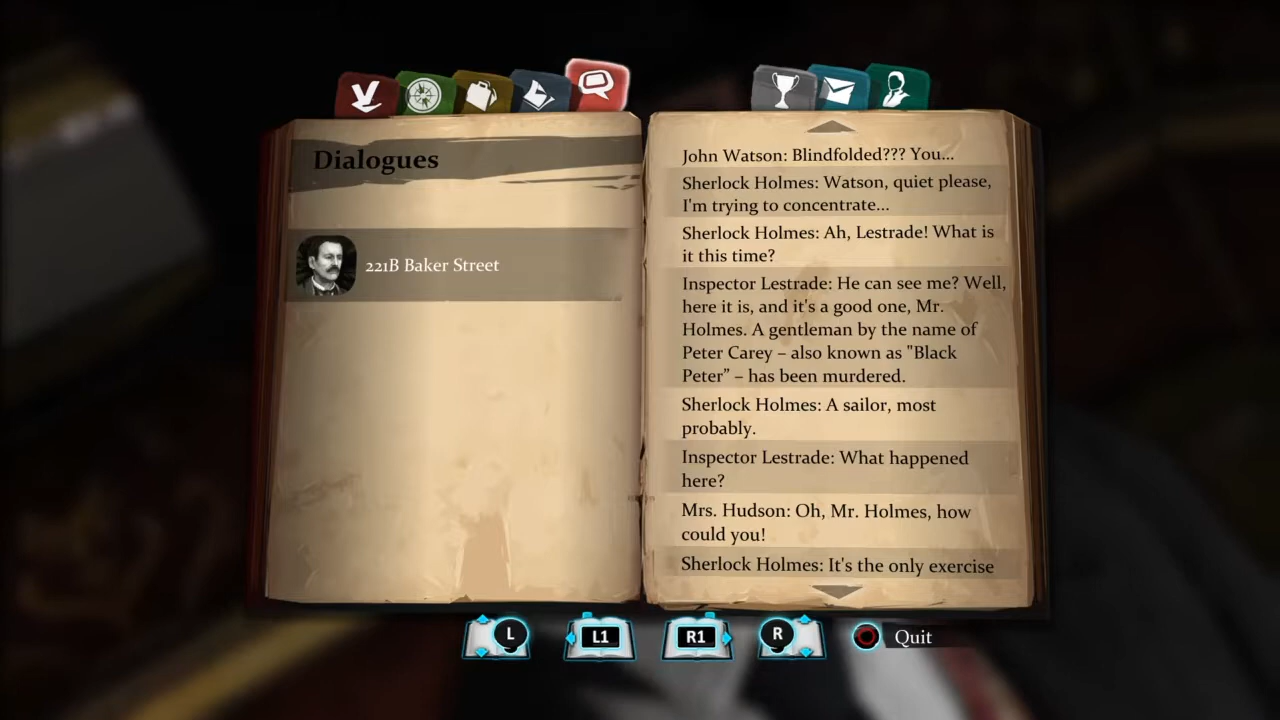 Dialogues
221B Baker Street
John Watson: Blindfolded??? You...
Sherlock Holmes: Watson, quiet please,
I'm trying to concentrate...
Sherlock Holmes: Ah, Lestrade! What is
it this time?
Inspector Lestrade: He can see me? Well,
here it is, and it's a good one, Mr.
Holmes. A gentleman by the name of
Peter Carey – also known as "Black
Peter” – has been murdered.
Sherlock Holmes: A sailor, most
probably.
Inspector Lestrade: What happened
here?
Mrs. Hudson: Oh, Mr. Holmes, how
could you!
Sherlock Holmes: It's the only exercise
L
L1
R1
R
Quit